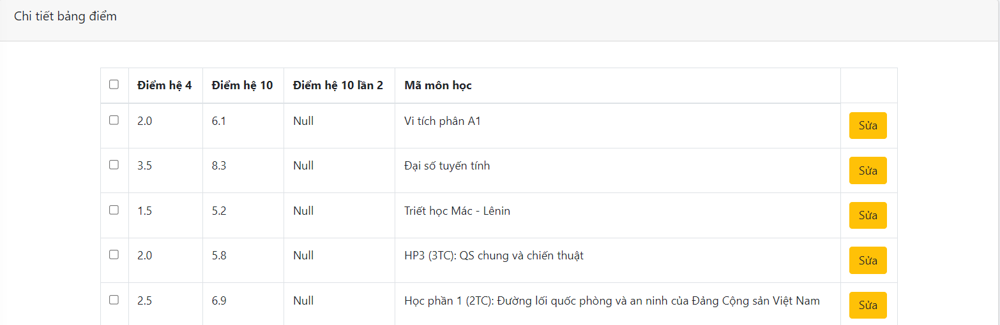 Chi tiết bảng điểm
Điểm hệ 4 Điểm hệ 10 Điểm hệ 10 lần 2 Mã môn học
2.0 6.1 Null Vi tích phân A1 Sửa
3.5 8.3 Null Đại số tuyến tính Sửa
1.5 5.2 Null Triết học Mác - Lênin Sửa
2.0 5.8 Null HP3 (3TC): QS chung và chiến thuật Sửa
2.5 6.9 Null Học phần 1 (2TC): Đường lối quốc phòng và an ninh của Đảng Cộng sản Việt Nam Sửa